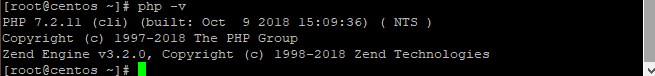 [root@centos ~]# php -v
PHP 7.2.11 (cli) (built: Oct  9 2018 15:09:36) ( NTS )
Copyright (c) 1997-2018 The PHP Group
Zend Engine v3.2.0, Copyright (c) 1998-2018 Zend Technologies
[root@centos ~]#